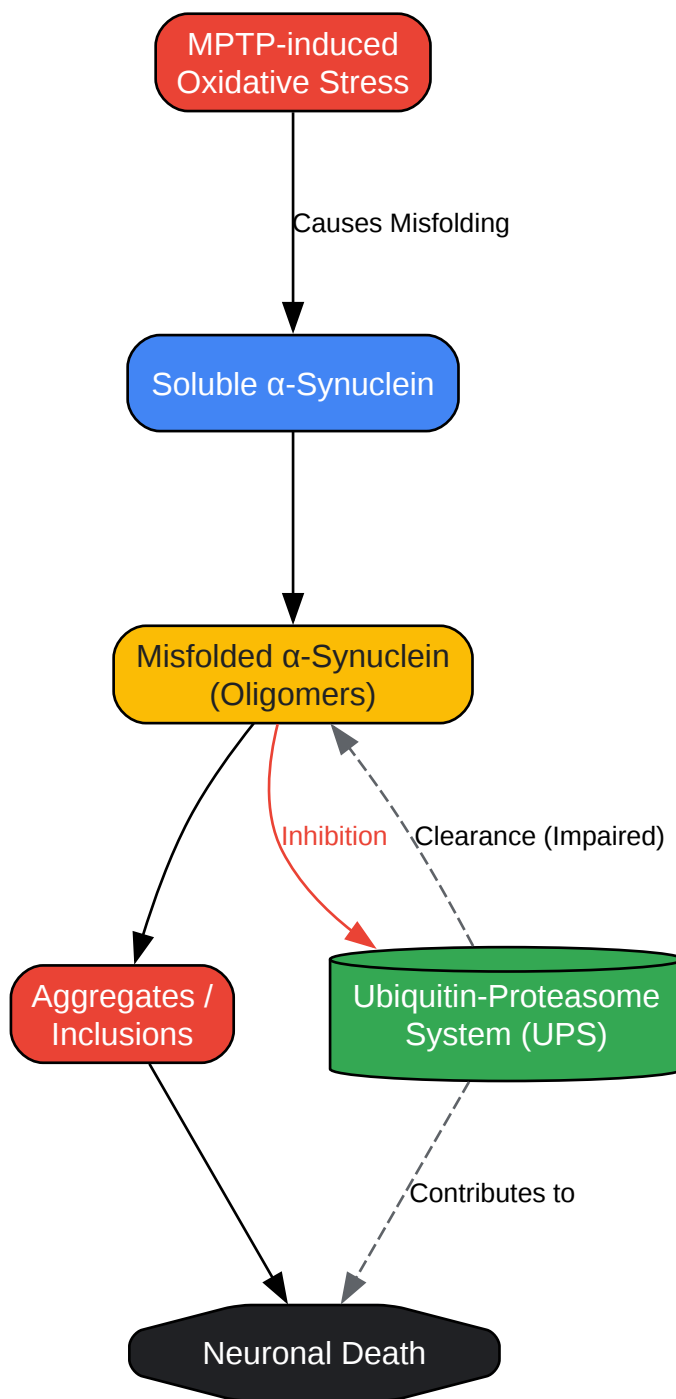 MPTP-induced
Oxidative Stress
Causes Misfolding
Soluble α-Synuclein
Misfolded α-Synuclein
(Oligomers)
Inhibition
Clearance (Impaired)
Aggregates /
Inclusions
Ubiquitin-Proteasome
System (UPS)
Contributes to
Neuronal Death